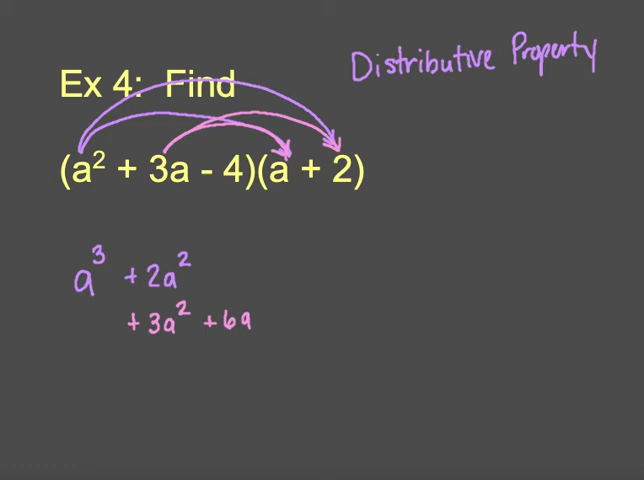 Distributive Property
Ex 4: Find
(a² + 3a - 4)(a + 2)
a³ + 2a²
+ 3a² + 6a